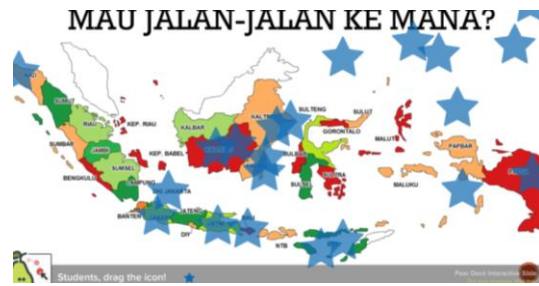 MAU JALAN-JALAN KE MANA?
SUMUT
RIAU
KEP. RIAU
SUMBAR
JAMBI
KEP. BABEL
SUMSEL
BENGKULU
LAMPUNG
DKI JAKARTA
BANTEN
JATENG
DIY
NTB
KALBAR
SULTENG
SULUT
GORONTALO
SULBAR
SULSEL
SULTRA
MALUT
MALUKU
PAPBAR
Students, drag the icon!
Pear Deck Interactive Slide